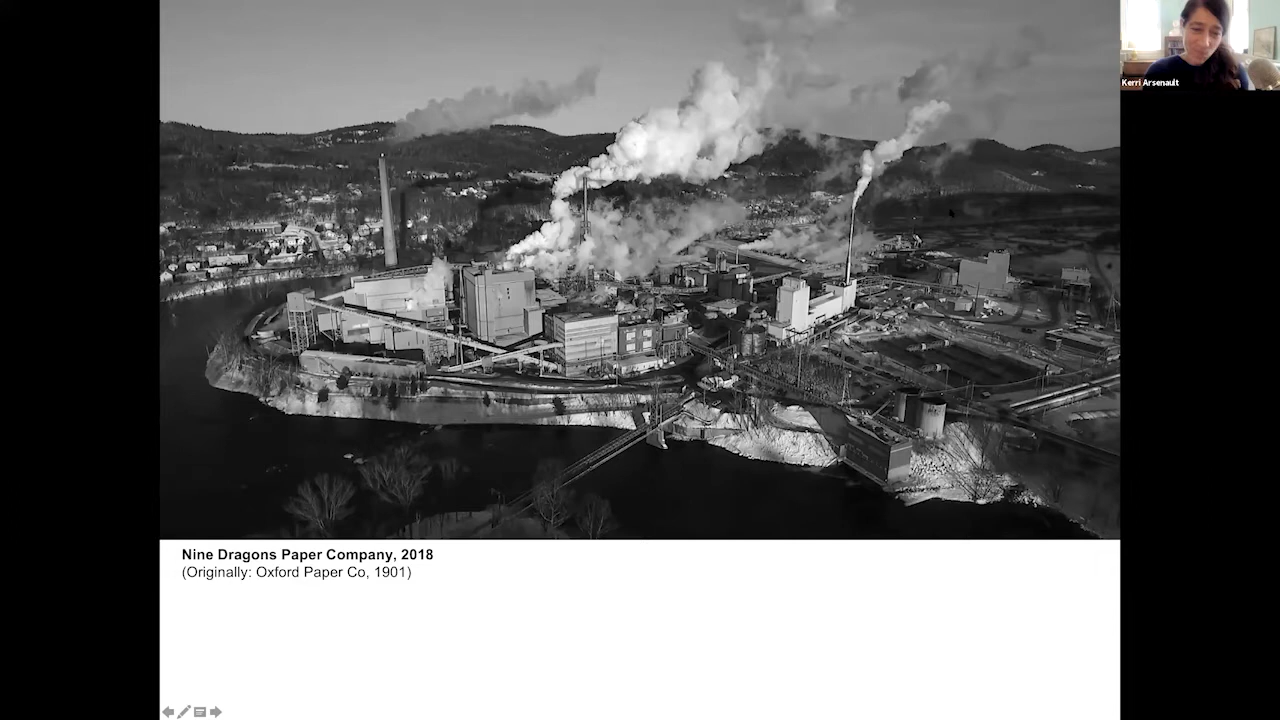 Kerri Arsenault
Nine Dragons Paper Company, 2018
(Originally: Oxford Paper Co, 1901)